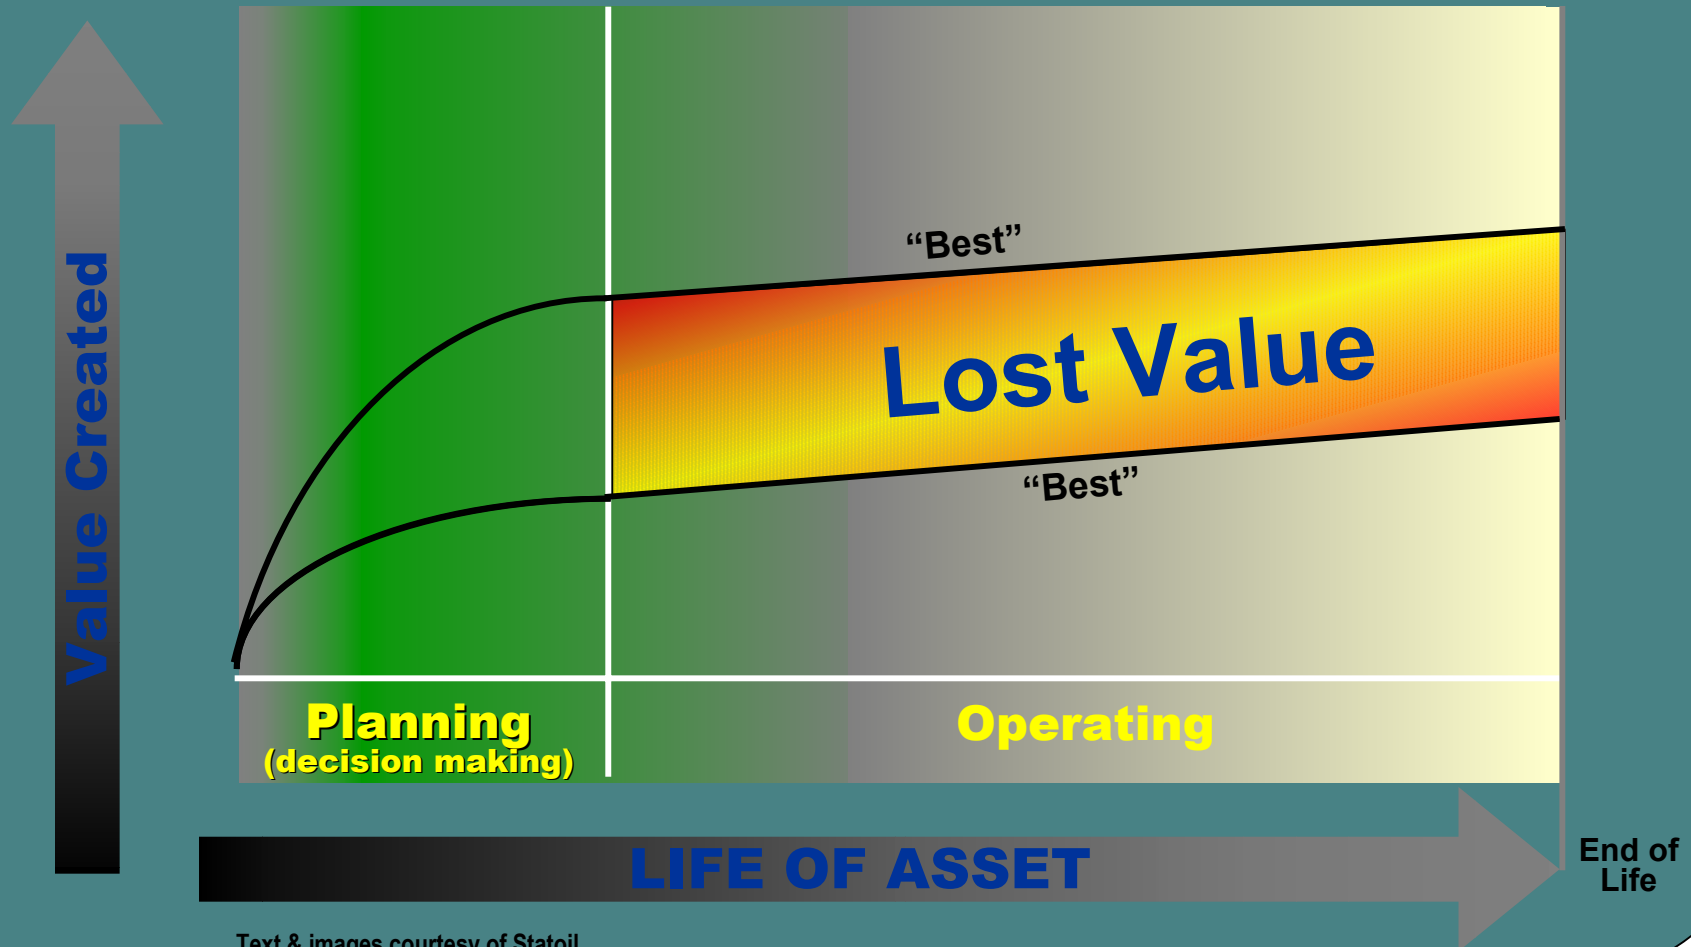 Value Created
“Best”
Lost Value
“Best”
Planning
(decision making)
Operating
LIFE OF ASSET
End of
Life
Text & images courtesy of Statoil